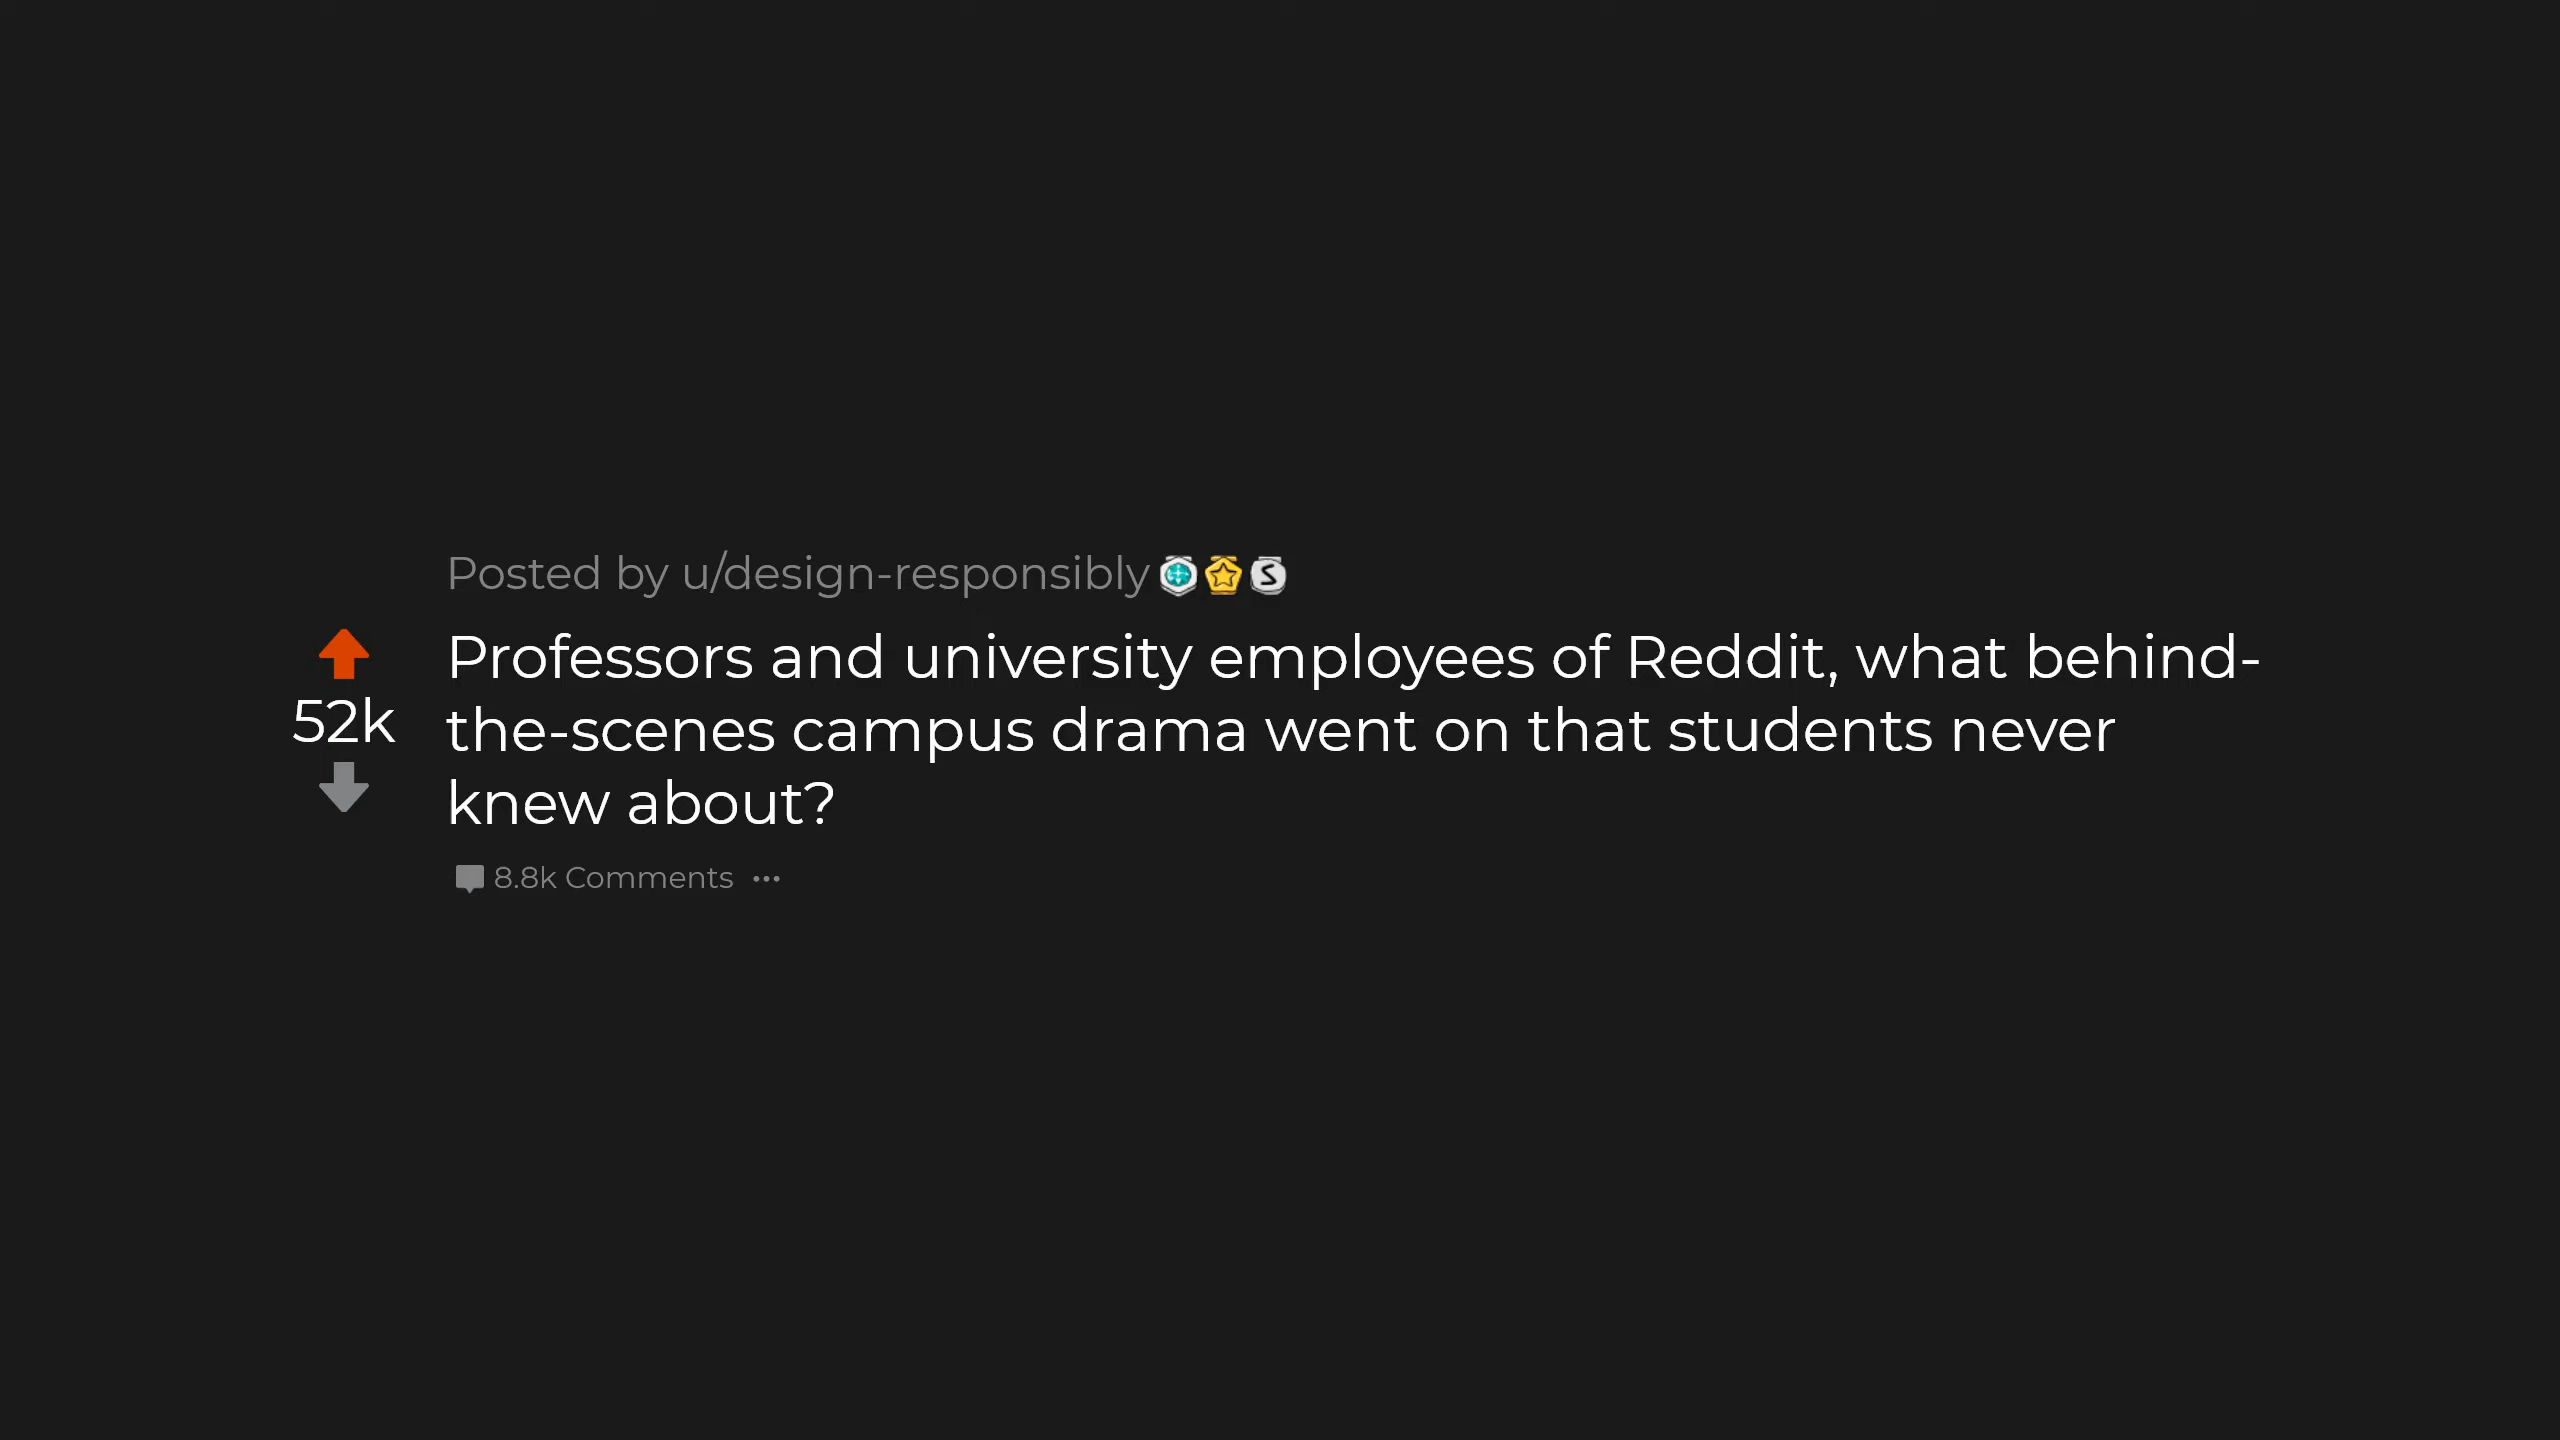 Posted by u/design-responsibly
Professors and university employees of Reddit, what behind-
the-scenes campus drama went on that students never
knew about?
52k
8.8k Comments